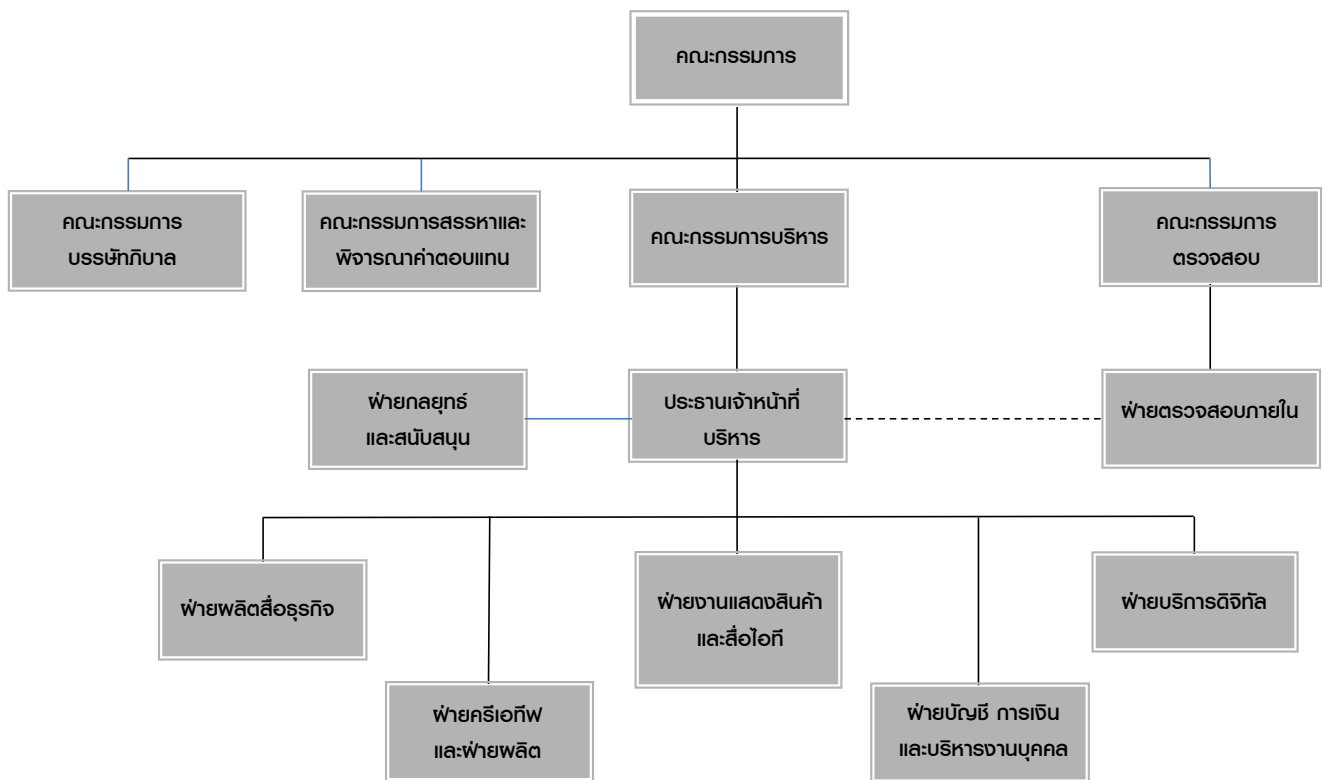 คณะกรรมการ
คณะกรรมการ
บรรษัทภิบาล
คณะกรรมการสรรหาและ
พิจารณาค่าตอบแทน
คณะกรรมการบริหาร
คณะกรรมการ
ตรวจสอบ
ฝ่ายกลยุทธ์
และสนับสนุน
ประธานเจ้าหน้าที่
บริหาร
ฝ่ายตรวจสอบภายใน
ฝ่ายผลิตสื่อธุรกิจ
ฝ่ายงานแสดงสินค้า
และสื่อไอที
ฝ่ายบริการดิจิทัล
ฝ่ายครีเอทีฟ
และฝ่ายผลิต
ฝ่ายบัญชี การเงิน
และบริหารงานบุคคล